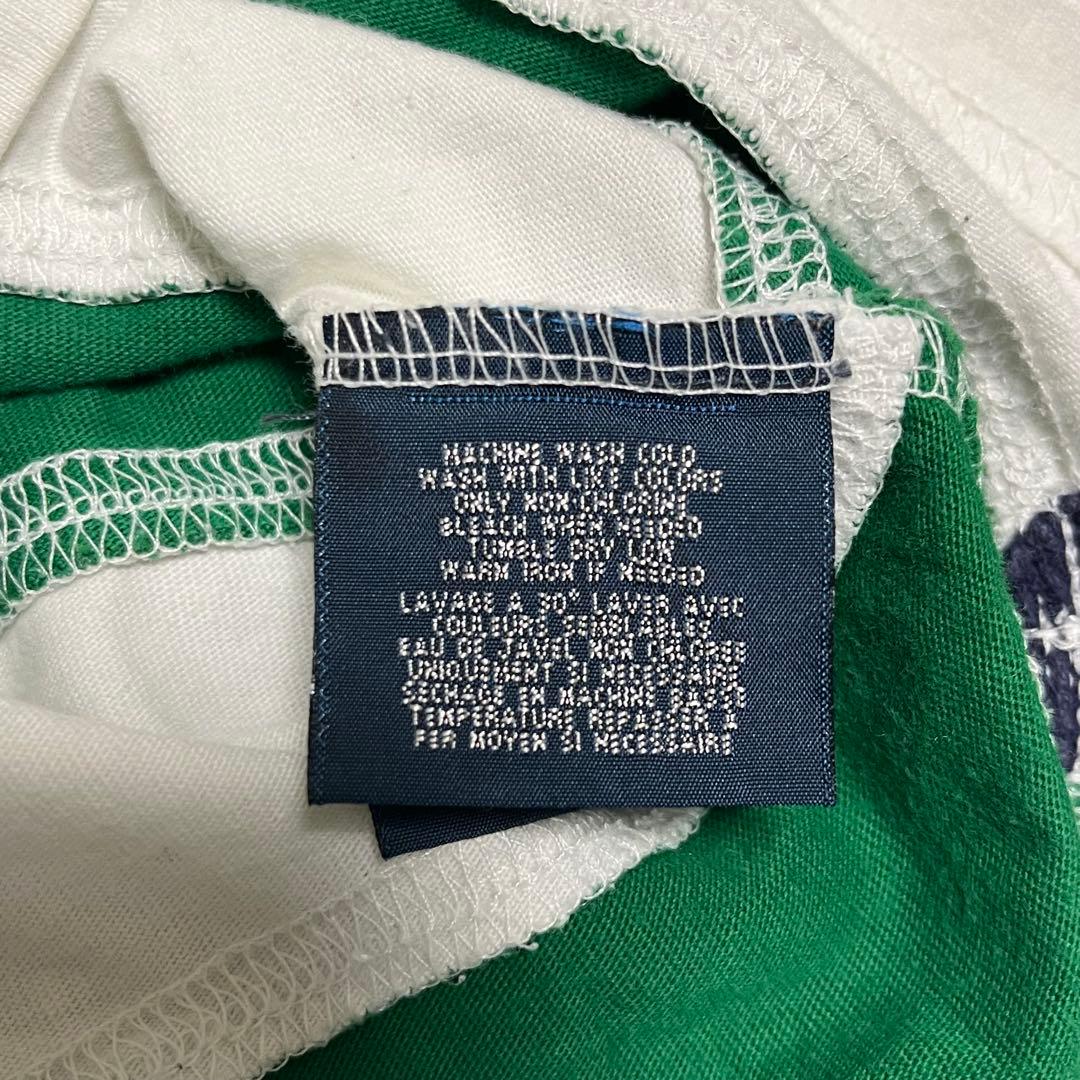 MACHINE WASH COLD
WASH WITH LIKE COLORS
ONLY NON-CHLORINE
BLEACH WHEN NEEDED
TUMBLE DRY LOW
WARM IRON IF NEEDED
LAVAGE A 30° LAVER AVEC
COULEURS SEMBLABLES
EAU DE JAVEL NON CHLOREE
UNIQUEMENT SI NECESSAIRE
SECHAGE EN MACHINE BASSE
TEMPERATURE REPASSER A
FER MOYEN SI NECESSAIRE